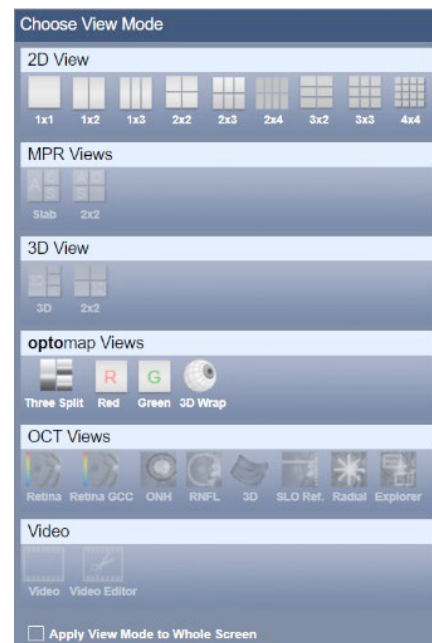 Choose View Mode
2D View
1x1 1x2 1x3 2x2 2x3 2x4 3x2 3x3 4x4
MPR Views
A C S A C S
Slab 2x2
3D View
3D 2x2
optomap Views
R G
Three Split Red Green 3D Wrap
OCT Views
Retina Retina GCC ONH RNFL 3D SLO Ref. Radial Explorer
Video
Video Video Editor
Apply View Mode to Whole Screen